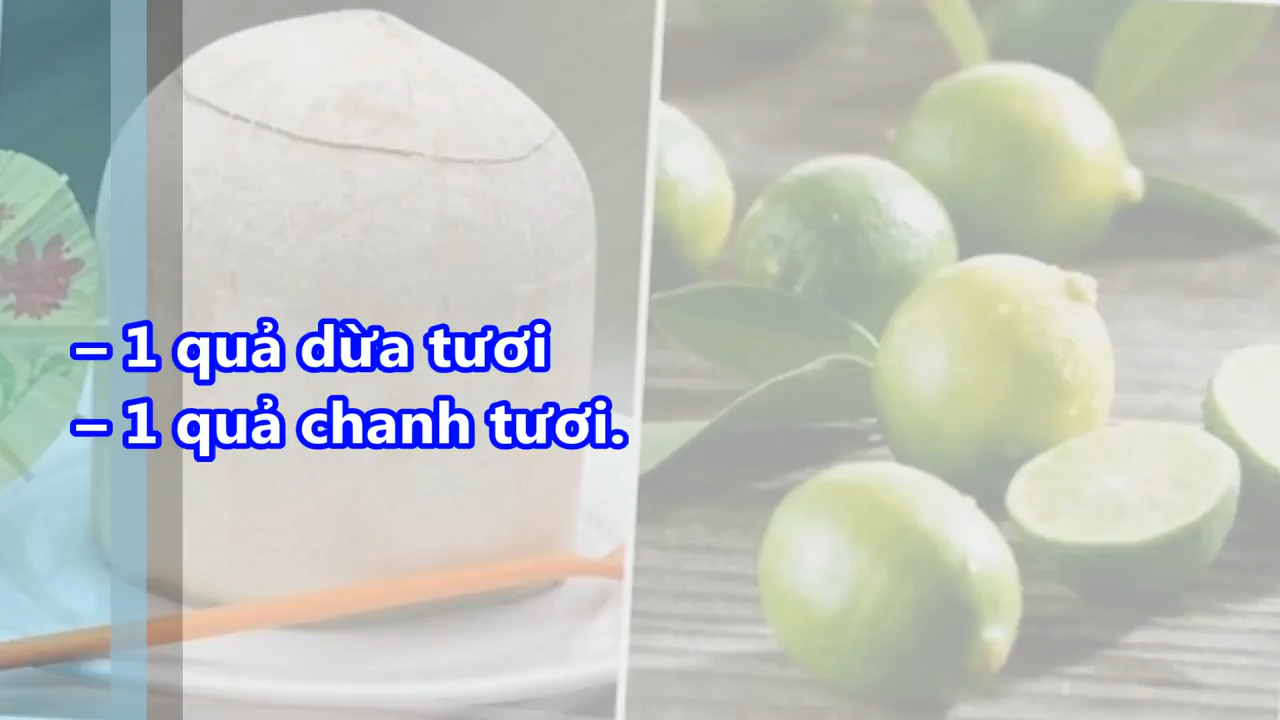 – 1 quả dừa tươi
– 1 quả chanh tươi.